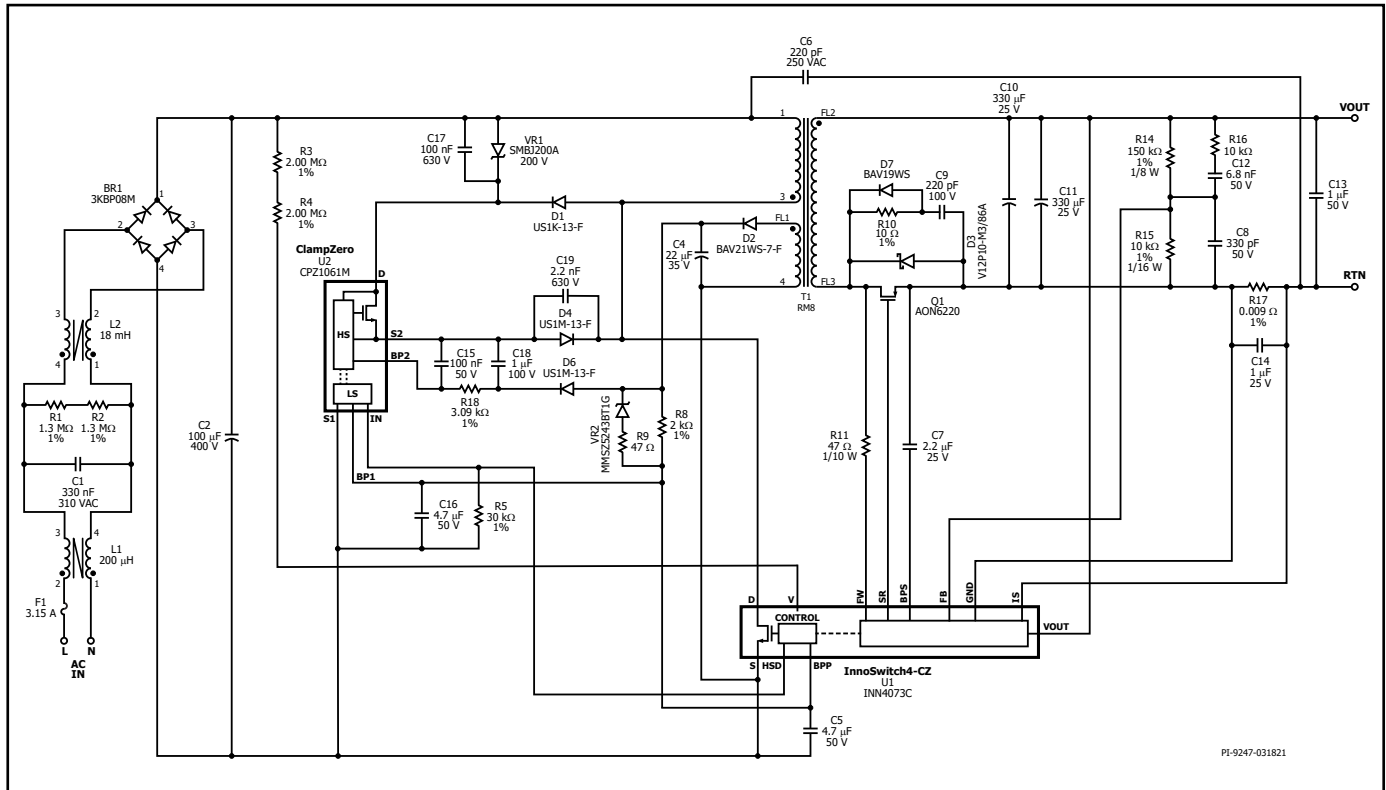 C6
220 pF
250 VAC
C10
330 µF
25 V
VOUT
1
FL2
C17
100 nF
630 V
VR1
SMBJ200A
200 V
R3
2.00 MΩ
1%
R14
150 kΩ
1%
1/8 W
R16
10 kΩ
C12
6.8 nF
50 V
D7
BAV19WS
C9
220 pF
100 V
C11
330 µF
25 V
C13
1 µF
50 V
BR1
3KBP08M
1
2
3
4
R4
2.00 MΩ
1%
3
D1
US1K-13-F
FL1
D2
BAV21WS-7-F
C4
22 µF
35 V
R10
10 Ω
1%
D3
V12P10-M3/86A
R15
10 kΩ
1%
1/16 W
C8
330 pF
50 V
ClampZero
U2
CPZ1061M
D
C19
2.2 nF
630 V
4
FL3
T1
RM8
Q1
AON6220
RTN
R17
0.009 Ω
1%
HS
S2
D4
US1M-13-F
BP2
C15
100 nF
50 V
C18
1 µF
100 V
D6
US1M-13-F
C14
1 µF
25 V
3
2
L2
18 mH
4
1
LS
S1
IN
R18
3.09 kΩ
1%
VR2
MMSZ5243BT1G
R9
47 Ω
R8
2 kΩ
1%
R1
1.3 MΩ
1%
R2
1.3 MΩ
1%
C2
100 µF
400 V
R11
47 Ω
1/10 W
C7
2.2 µF
25 V
BP1
C1
330 nF
310 VAC
C16
4.7 µF
50 V
R5
30 kΩ
1%
3
4
L1
200 µH
2
1
F1
3.15 A
L
N
AC
IN
D
V
FW
SR
BPS
FB
GND
IS
CONTROL
VOUT
S
HSD
BPP
InnoSwitch4-CZ
U1
INN4073C
C5
4.7 µF
50 V
PI-9247-031821